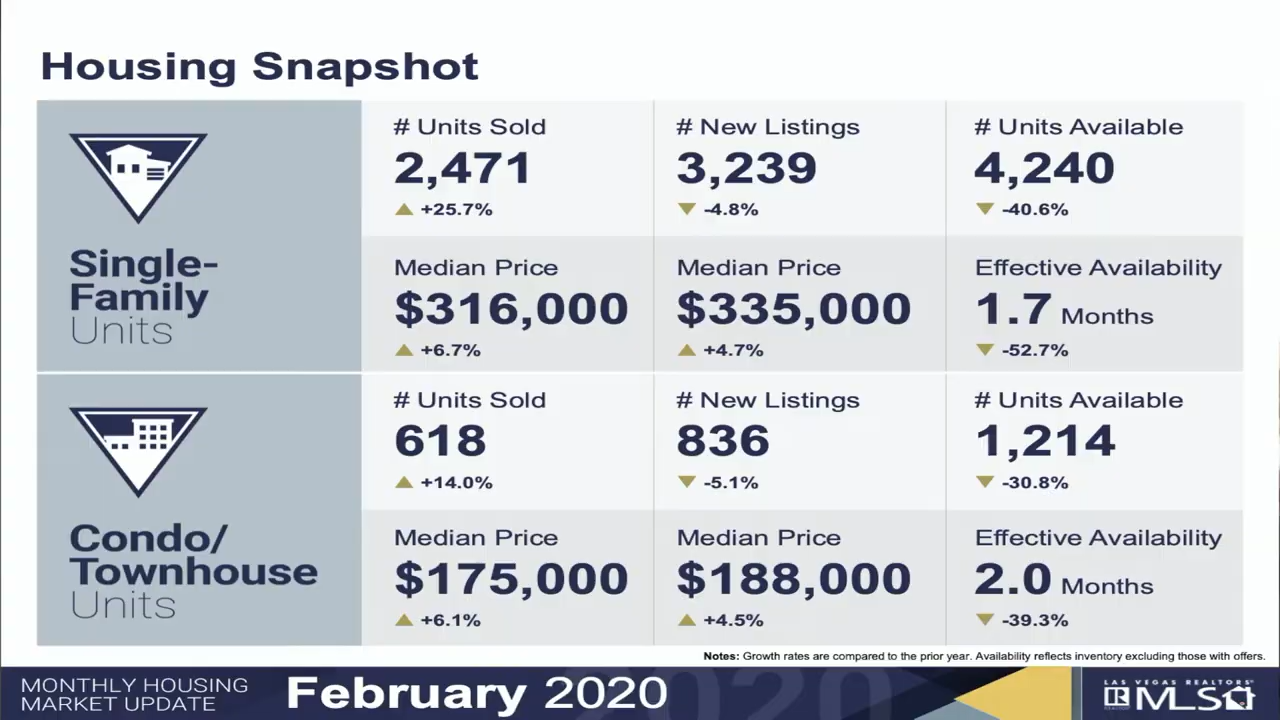 Housing Snapshot
Single-
Family
Units
# Units Sold
2,471
+25.7%
# New Listings
3,239
-4.8%
# Units Available
4,240
-40.6%
Median Price
$316,000
+6.7%
Median Price
$335,000
+4.7%
Effective Availability
1.7 Months
-52.7%
Condo/
Townhouse
Units
# Units Sold
618
+14.0%
# New Listings
836
-5.1%
# Units Available
1,214
-30.8%
Median Price
$175,000
+6.1%
Median Price
$188,000
+4.5%
Effective Availability
2.0 Months
-39.3%
Notes: Growth rates are compared to the prior year. Availability reflects inventory excluding those with offers.
MONTHLY HOUSING
MARKET UPDATE
February 2020
2020
LAS VEGAS REALTORS®
MLS